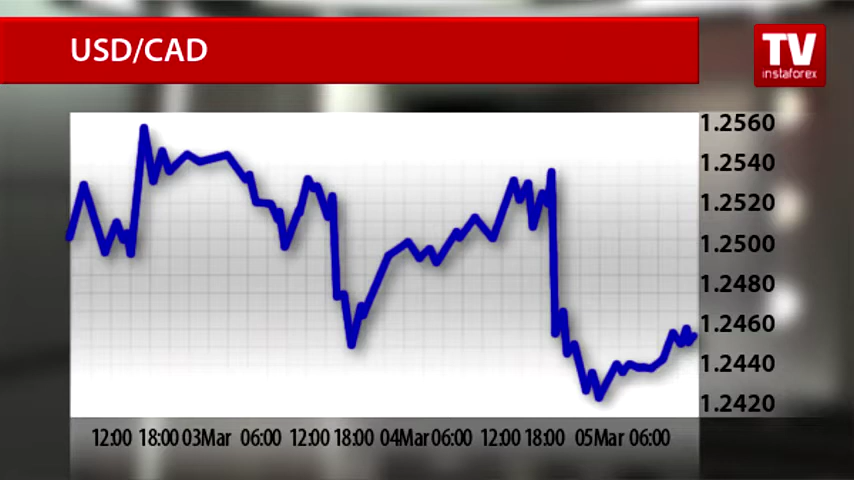 USD/CAD
TV
instaforex
1.2560
1.2540
1.2520
1.2500
1.2480
1.2460
1.2440
1.2420
12:00 18:00 03Mar 06:00 12:00 18:00 04Mar 06:00 12:00 18:00 05Mar 06:00